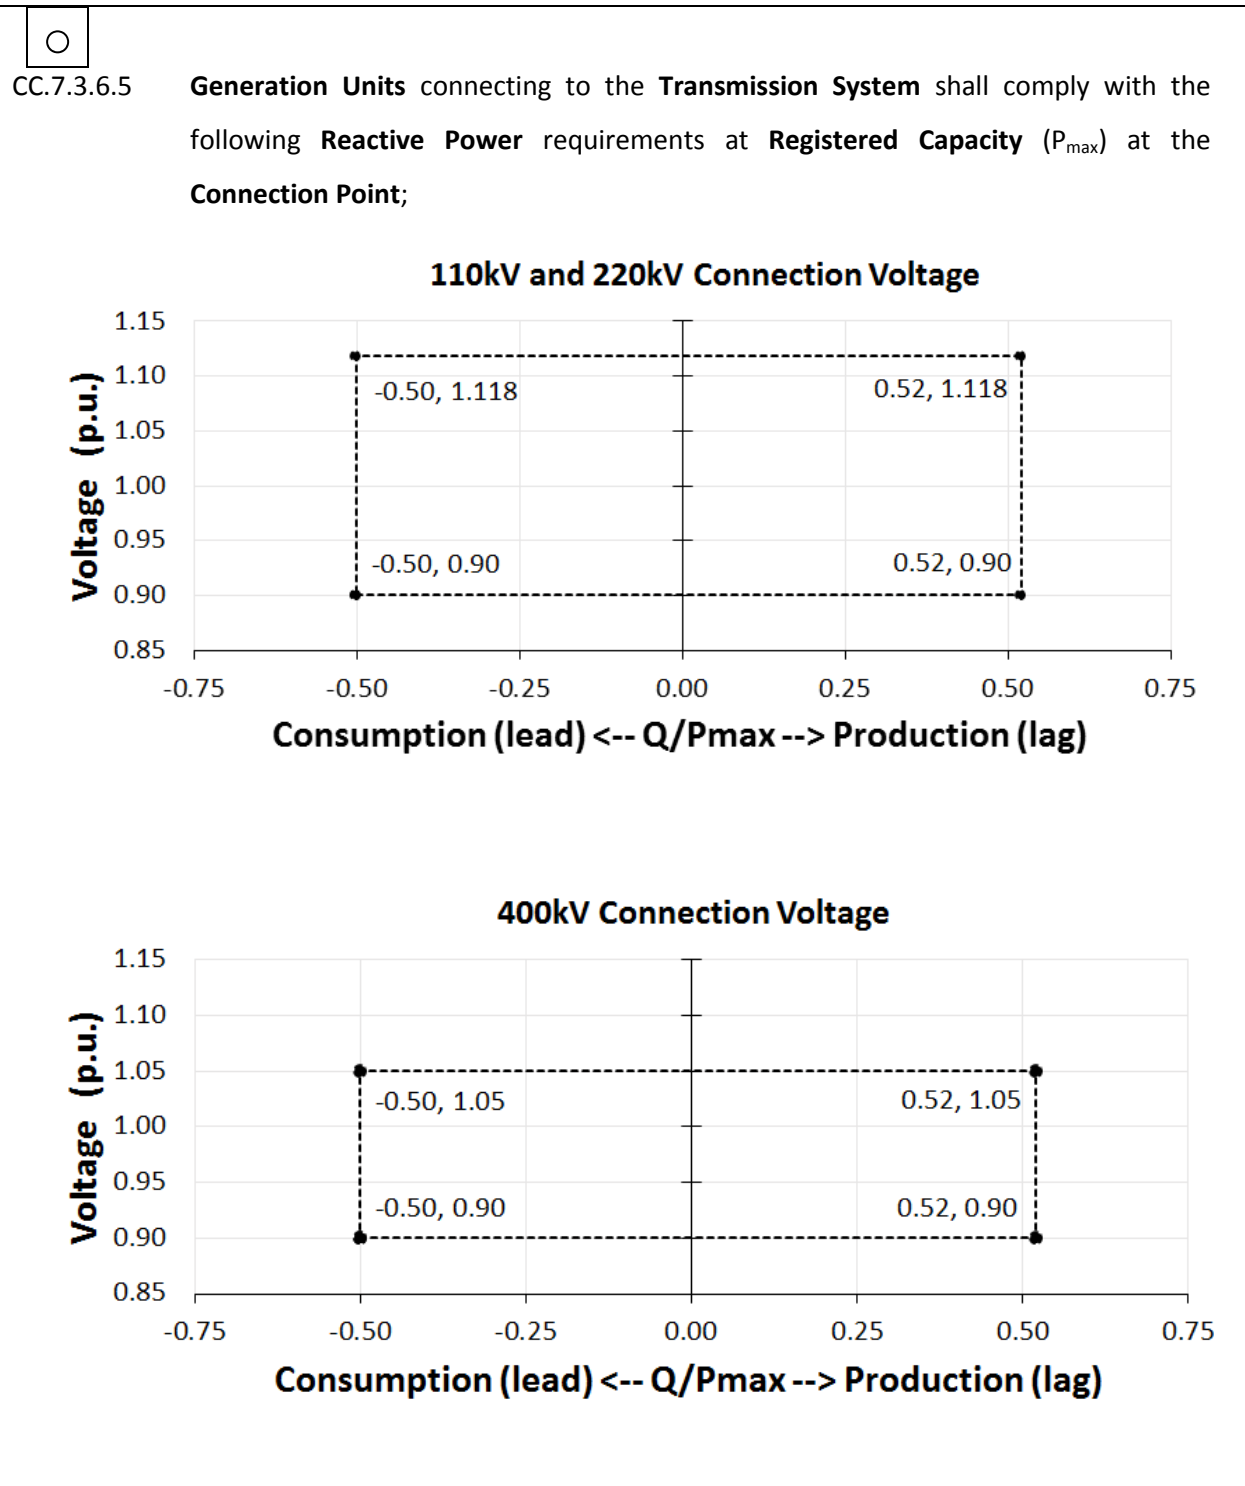 CC.7.3.6.5 Generation Units connecting to the Transmission System shall comply with the
following Reactive Power requirements at Registered Capacity (Pmax) at the
Connection Point;
110kV and 220kV Connection Voltage
1.15
1.10
1.05
1.00
0.95
0.90
0.85
Voltage (p.u.)
-0.50, 1.118
0.52, 1.118
-0.50, 0.90
0.52, 0.90
-0.75 -0.50 -0.25 0.00 0.25 0.50 0.75
Consumption (lead) <-- Q/Pmax --> Production (lag)
400kV Connection Voltage
1.15
1.10
1.05
1.00
0.95
0.90
0.85
Voltage (p.u.)
-0.50, 1.05
0.52, 1.05
-0.50, 0.90
0.52, 0.90
-0.75 -0.50 -0.25 0.00 0.25 0.50 0.75
Consumption (lead) <-- Q/Pmax --> Production (lag)